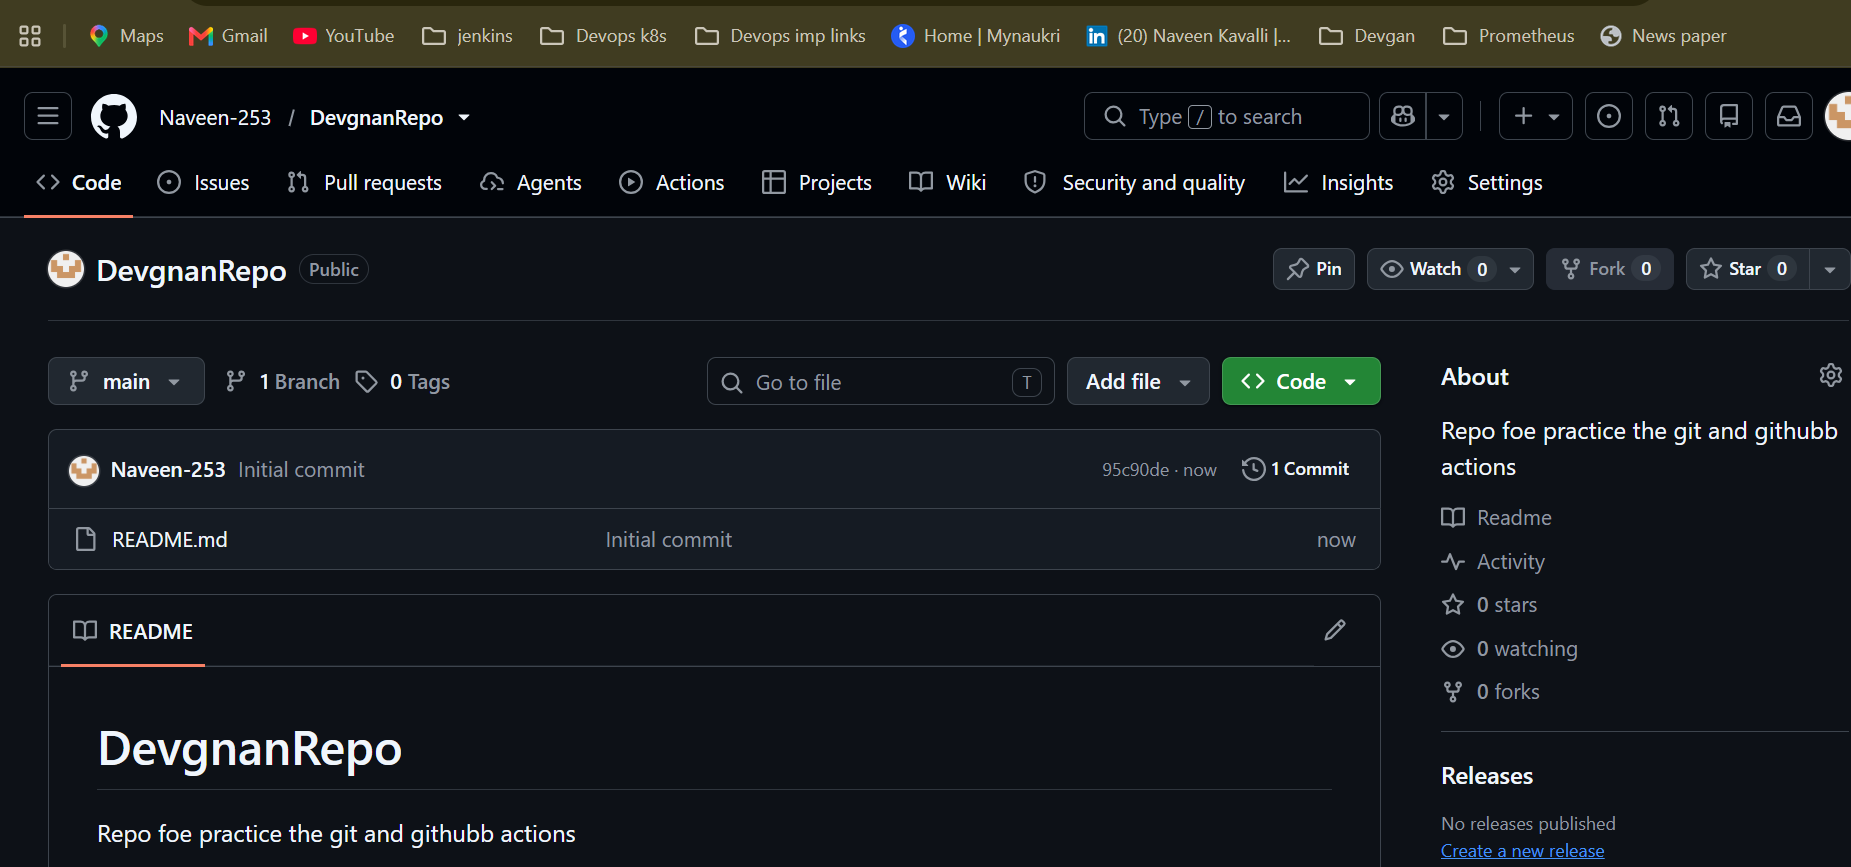 Maps Gmail YouTube jenkins Devops k8s Devops imp links Home | Mynaukri in (20) Naveen Kavalli |... Devgan Prometheus News paper
Naveen-253 / DevgnanRepo Type / to search
Code Issues Pull requests Agents Actions Projects Wiki Security and quality Insights Settings
DevgnanRepo Public Pin Watch 0 Fork 0 Star 0
main 1 Branch 0 Tags Go to file T Add file Code
Naveen-253 Initial commit 95c90de · now 1 Commit
README.md Initial commit now
README
DevgnanRepo
Repo foe practice the git and githubb actions
About
Repo foe practice the git and githubb
actions
Readme
Activity
0 stars
0 watching
0 forks
Releases
No releases published
Create a new release